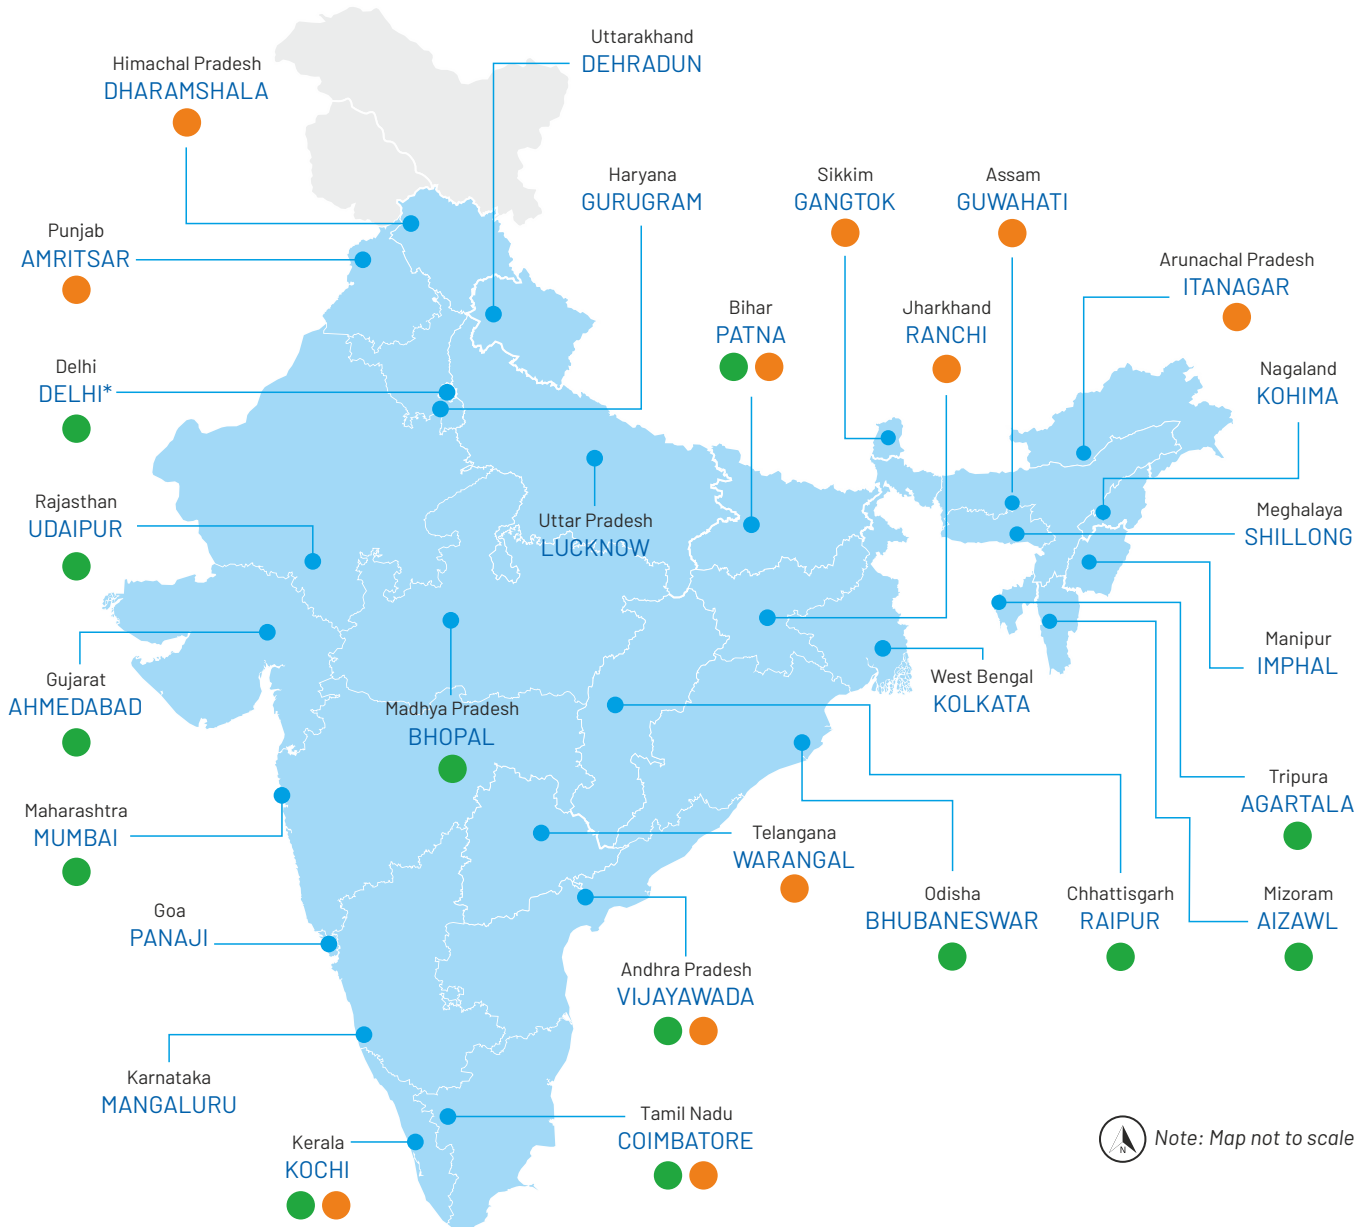 Uttarakhand
DEHRADUN
Himachal Pradesh
DHARAMSHALA
Haryana
GURUGRAM
Sikkim
GANGTOK
Assam
GUWAHATI
Punjab
AMRITSAR
Arunachal Pradesh
ITANAGAR
Bihar
PATNA
Jharkhand
RANCHI
Delhi
DELHI*
Nagaland
KOHIMA
Rajasthan
UDAIPUR
Uttar Pradesh
LUCKNOW
Meghalaya
SHILLONG
Manipur
IMPHAL
Gujarat
AHMEDABAD
Madhya Pradesh
BHOPAL
West Bengal
KOLKATA
Tripura
AGARTALA
Maharashtra
MUMBAI
Telangana
WARANGAL
Odisha
BHUBANESWAR
Chhattisgarh
RAIPUR
Mizoram
AIZAWL
Goa
PANAJI
Andhra Pradesh
VIJAYAWADA
Karnataka
MANGALURU
Tamil Nadu
COIMBATORE
Kerala
KOCHI
N
Note: Map not to scale